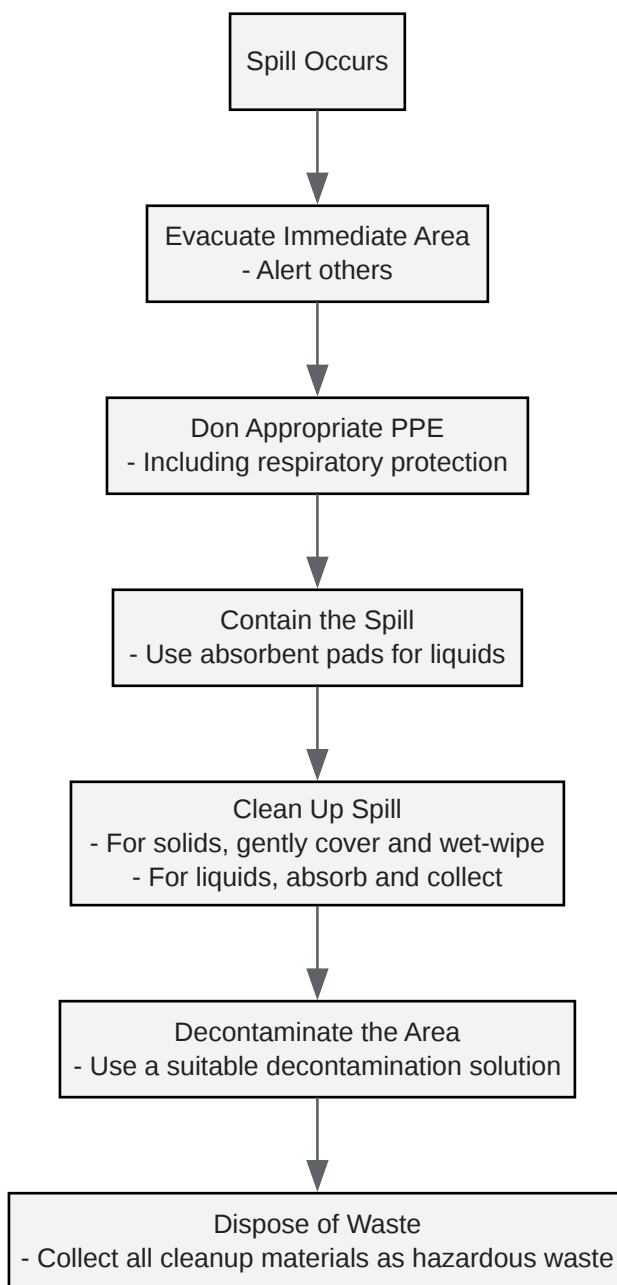 Spill Occurs
Evacuate Immediate Area
- Alert others
Don Appropriate PPE
- Including respiratory protection
Contain the Spill
- Use absorbent pads for liquids
Clean Up Spill
- For solids, gently cover and wet-wipe
- For liquids, absorb and collect
Decontaminate the Area
- Use a suitable decontamination solution
Dispose of Waste
- Collect all cleanup materials as hazardous waste